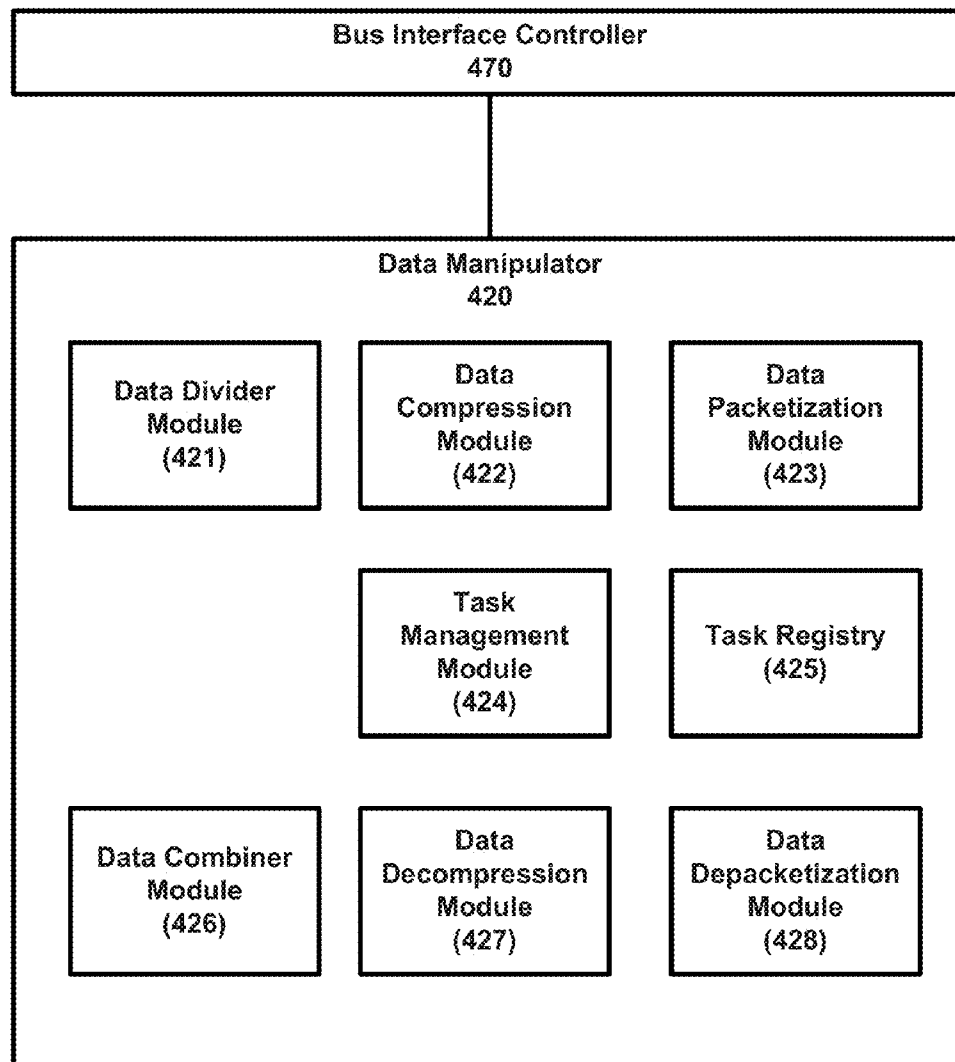 Bus Interface Controller
470
Data Manipulator
420
Data Divider
Module
(421)
Data
Compression
Module
(422)
Data
Packetization
Module
(423)
Task
Management
Module
(424)
Task Registry
(425)
Data Combiner
Module
(426)
Data
Decompression
Module
(427)
Data
Depacketization
Module
(428)